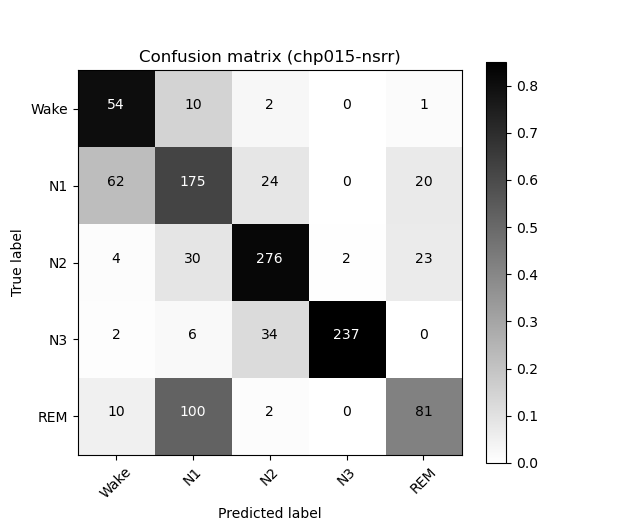 Confusion matrix (chp015-nsrr)
Wake 54 10 2 0 1
N1 62 175 24 0 20
N2 4 30 276 2 23
N3 2 6 34 237 0
REM 10 100 2 0 81
Wake N1 N2 N3 REM
Predicted label
True label
0.8
0.7
0.6
0.5
0.4
0.3
0.2
0.1
0.0